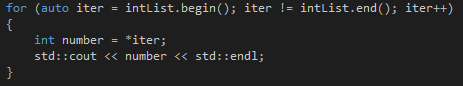 for (auto iter = intList.begin(); iter != intList.end(); iter++)
{
    int number = *iter;
    std::cout << number << std::endl;
}